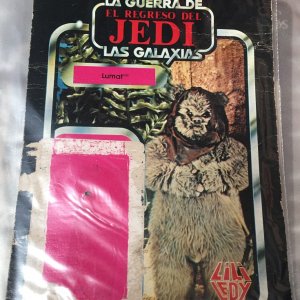 LA GUERRA DE
EL REGRESO DEL
JEDI
LAS GALAXIAS
Lumat
LILI
LEDY